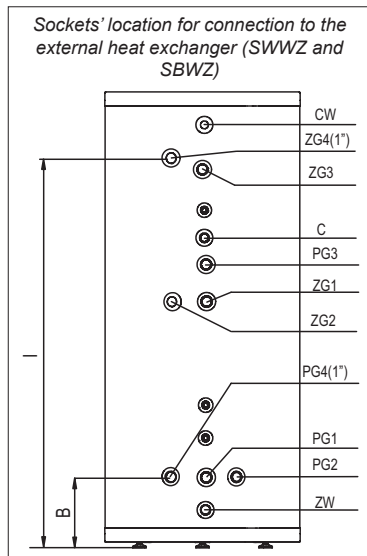 Sockets' location for connection to the
external heat exchanger (SWWZ and
SBWZ)
CW
ZG4(1")
ZG3
C
PG3
ZG1
ZG2
PG4(1")
PG1
PG2
ZW
I
B